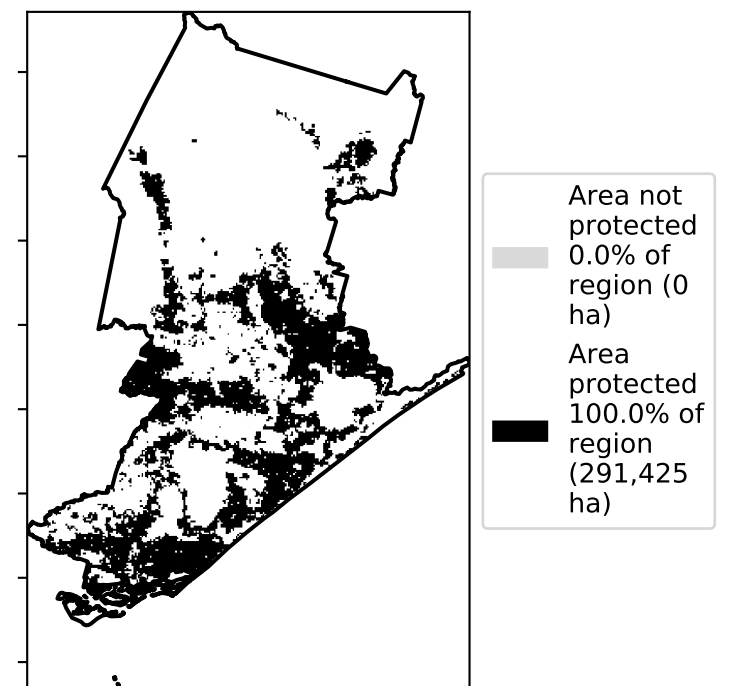 Area not
protected
0.0% of
region (0
ha)
Area
protected
100.0% of
region
(291,425
ha)